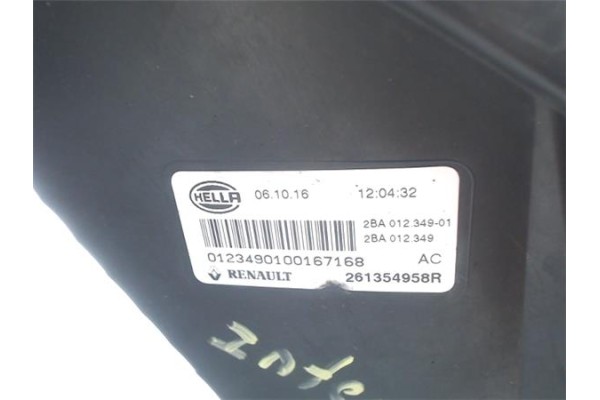 HELLA 06.10.16 12:04:32
2BA 012.349-01
2BA 012.349
0123490100167168 AC
RENAULT 261354958R